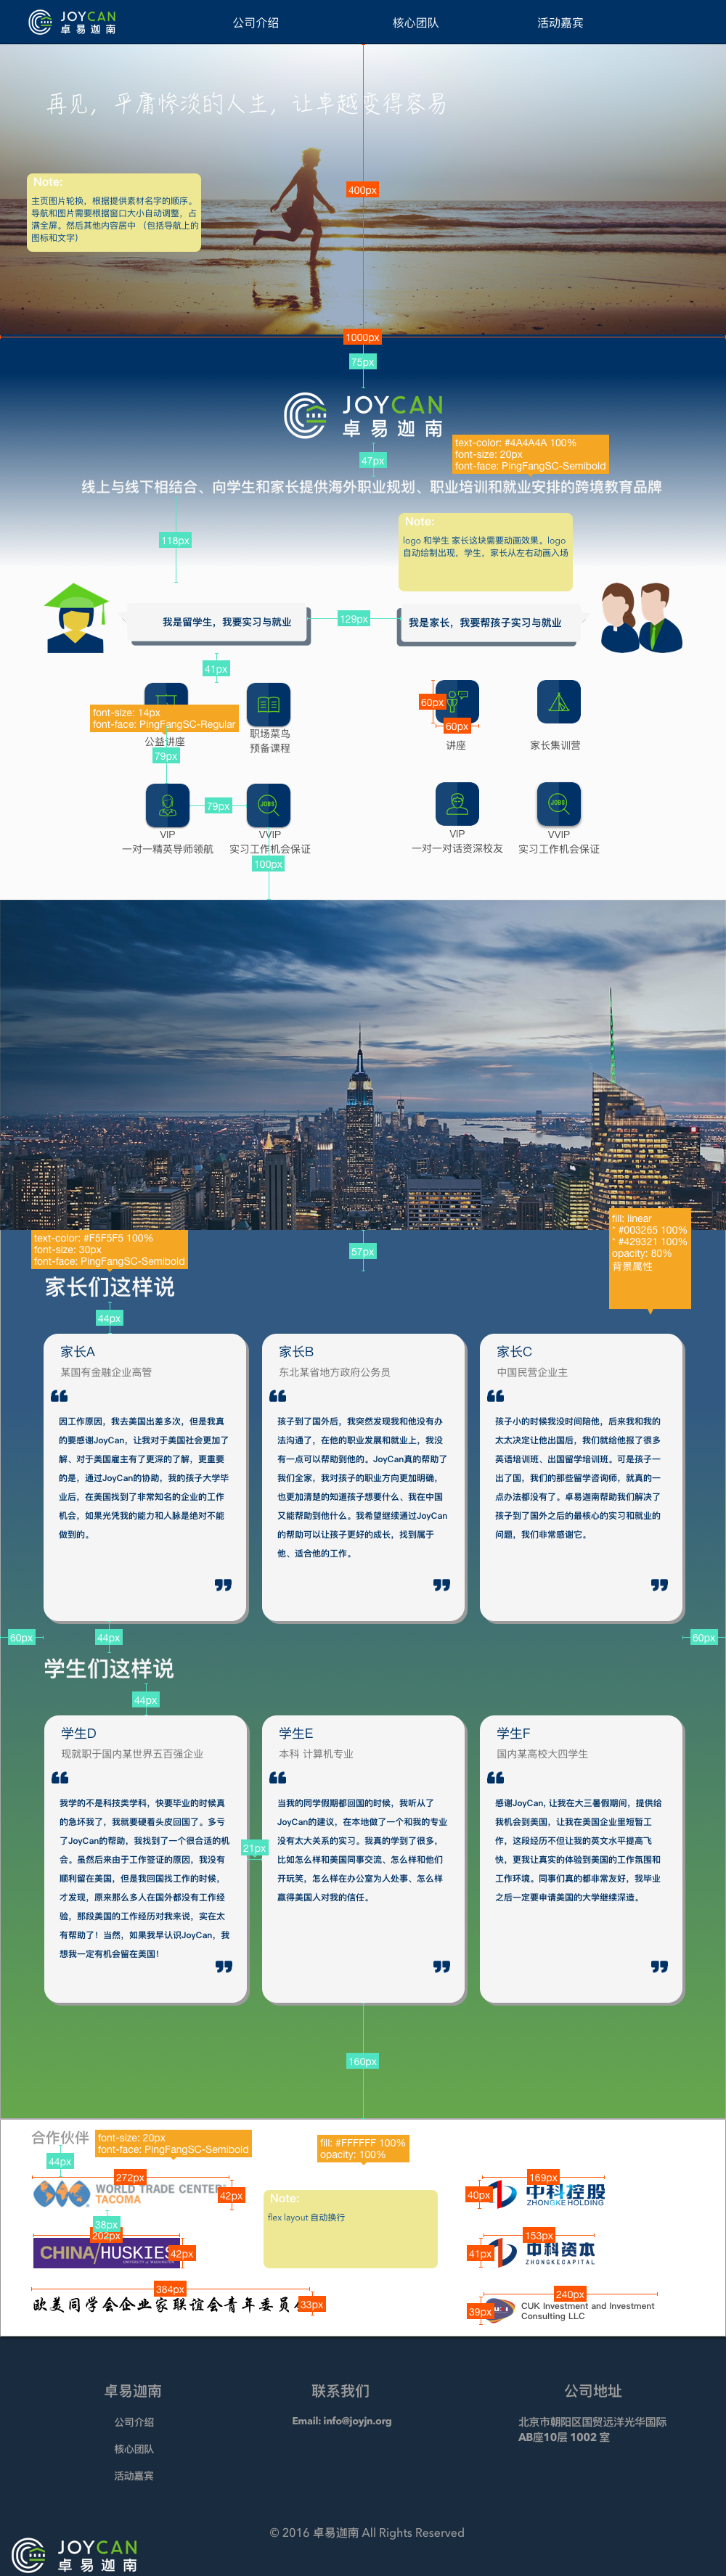 JOYCAN
卓易迦南
公司介绍
核心团队
活动嘉宾
再见，平庸惨淡的人生，让卓越变得容易
Note:
主页图片轮换，根据提供素材名字的顺序。
导航和图片需要根据窗口大小自动调整，占
满全屏。然后其他内容居中 （包括导航上的
图标和文字）
400px
1000px
75px
JOYCAN
卓易迦南
47px
text-color: #4A4A4A 100%
font-size: 20px
font-face: PingFangSC-Semibold
线上与线下相结合、向学生和家长提供海外职业规划、职业培训和就业安排的跨境教育品牌
118px
Note:
logo 和学生 家长这块需要动画效果。logo
自动绘制出现，学生，家长从左右动画入场
我是留学生，我要实习与就业
129px
我是家长，我要帮孩子实习与就业
41px
font-size: 14px
font-face: PingFangSC-Regular
公益讲座
职场菜鸟
预备课程
60px
60px
讲座
家长集训营
79px
79px
JOBS
JOBS
VIP
一对一精英导师领航
VVIP
实习工作机会保证
VIP
一对一对话资深校友
VVIP
实习工作机会保证
100px
text-color: #F5F5F5 100%
font-size: 30px
font-face: PingFangSC-Semibold
57px
fill: linear
* #003265 100%
* #429321 100%
opacity: 80%
背景属性
家长们这样说
44px
家长A
某国有金融企业高管
因工作原因，我去美国出差多次，但是我真
的要感谢JoyCan，让我对于美国社会更加了
解、对于美国雇主有了更深的了解，更重要
的是，通过JoyCan的协助，我的孩子大学毕
业后，在美国找到了非常知名的企业的工作
机会，如果光凭我的能力和人脉是绝对不能
做到的。
家长B
东北某省地方政府公务员
孩子到了国外后，我突然发现我和他没有办
法沟通了，在他的职业发展和就业上，我没
有一点可以帮助到他的。JoyCan真的帮助了
我们全家，我对孩子的职业方向更加明确，
也更加清楚的知道孩子想要什么、我在中国
又能帮助到他什么。我希望继续通过JoyCan
的帮助可以让孩子更好的成长，找到属于
他、适合他的工作。
家长C
中国民营企业主
孩子小的时候我没时间陪他，后来我和我的
太太决定让他出国后，我们就给他报了很多
英语培训班、出国留学培训班。可是孩子一
出了国，我们的那些留学咨询师，就真的一
点办法都没有了。卓易迦南帮助我们解决了
孩子到了国外之后的最核心的实习和就业的
问题，我们非常感谢它。
60px
44px
60px
学生们这样说
44px
学生D
现就职于国内某世界五百强企业
我学的不是科技类学科，快要毕业的时候真
的急坏我了，我就要硬着头皮回国了。多亏
了JoyCan的帮助，我找到了一个很合适的机
会。虽然后来由于工作签证的原因，我没有
顺利留在美国，但是我回国找工作的时候，
才发现，原来那么多人在国外都没有工作经
验，那段美国的工作经历对我来说，实在太
有帮助了！当然，如果我早认识JoyCan，我
想我一定有机会留在美国！
21px
学生E
本科 计算机专业
当我的同学假期都回国的时候，我听从了
JoyCan的建议，在本地做了一个和我的专业
没有太大关系的实习。我真的学到了很多，
比如怎么样和美国同事交流、怎么样和他们
开玩笑，怎么样在办公室为人处事、怎么样
赢得美国人对我的信任。
学生F
国内某高校大四学生
感谢JoyCan, 让我在大三暑假期间，提供给
我机会到美国，让我在美国企业里短暂工
作，这段经历不但让我的英文水平提高飞
快，更我让真实的体验到美国的工作氛围和
工作环境。同事们真的都非常友好，我毕业
之后一定要申请美国的大学继续深造。
160px
合作伙伴
font-size: 20px
font-face: PingFangSC-Semibold
fill: #FFFFFF 100%
opacity: 100%
44px
272px
WORLD TRADE CENTER
TACOMA
42px
38px
202px
CHINA/HUSKIES
42px
384px
欧美同学会企业家联谊会青年委员
33px
Note:
flex layout 自动换行
169px
40px
中科控股
ZHONGKE HOLDING
153px
41px
中科资本
ZHONGKECAPITAL
240px
39px
CUK Investment and Investment
Consulting LLC
卓易迦南
公司介绍
核心团队
活动嘉宾
联系我们
Email: info@joyjn.org
公司地址
北京市朝阳区国贸远洋光华国际
AB座10层 1002 室
© 2016 卓易迦南 All Rights Reserved
JOYCAN
卓易迦南